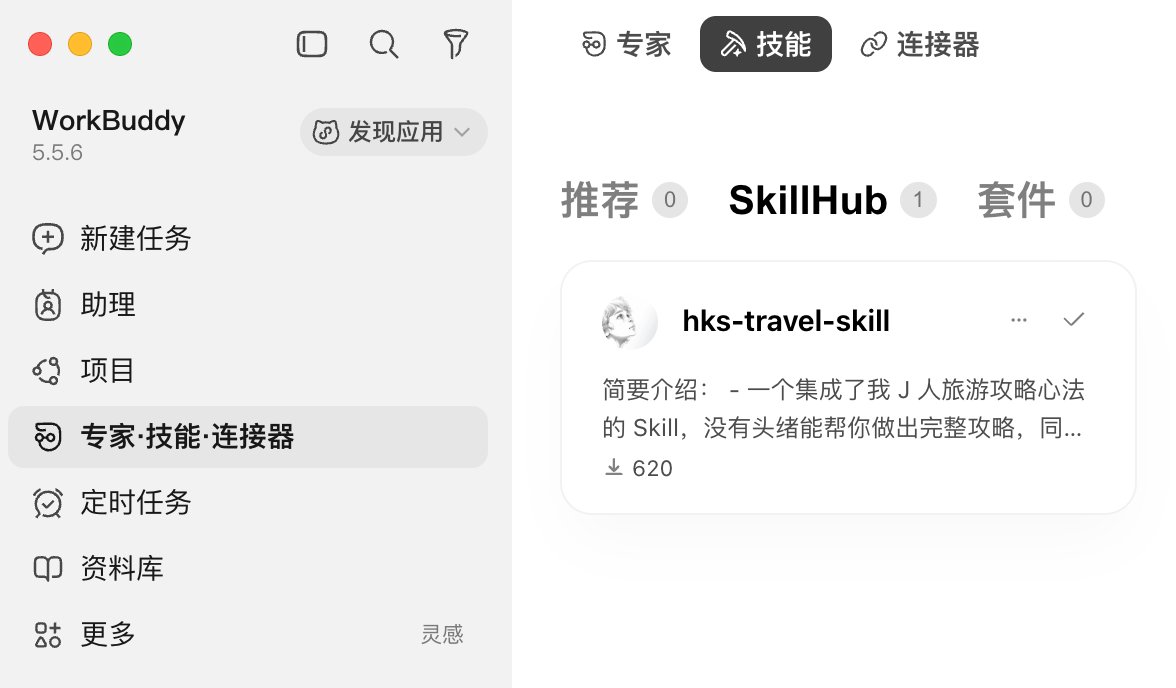 WorkBuddy
5.5.6
发现应用
新建任务
助理
项目
专家·技能·连接器
定时任务
资料库
更多
灵感
专家
技能
连接器
推荐 0
SkillHub 1
套件 0
hks-travel-skill
简要介绍： - 一个集成了我 J 人旅游攻略心法
的 Skill，没有头绪能帮你做出完整攻略，同...
620